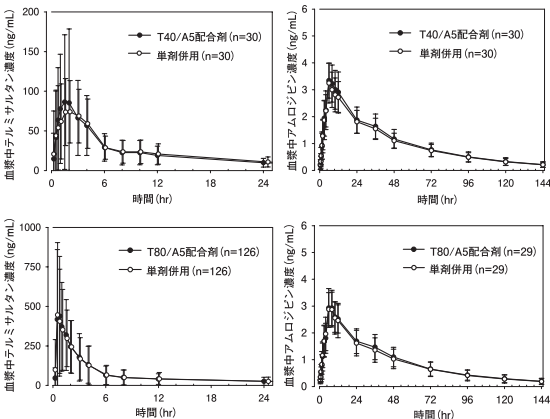 血漿中テルミサルタン濃度(ng/mL)
200
150
100
50
0
T40/A5配合剤(n=30)
単剤併用(n=30)
0 6 12 18 24
時間(hr)
血漿中アムロジピン濃度(ng/mL)
6
5
4
3
2
1
0
T40/A5配合剤(n=30)
単剤併用(n=30)
0 24 48 72 96 120 144
時間(hr)
血漿中テルミサルタン濃度(ng/mL)
1000
750
500
250
0
T80/A5配合剤(n=126)
単剤併用(n=126)
0 6 12 18 24
時間(hr)
血漿中アムロジピン濃度(ng/mL)
6
5
4
3
2
1
0
T80/A5配合剤(n=29)
単剤併用(n=29)
0 24 48 72 96 120 144
時間(hr)